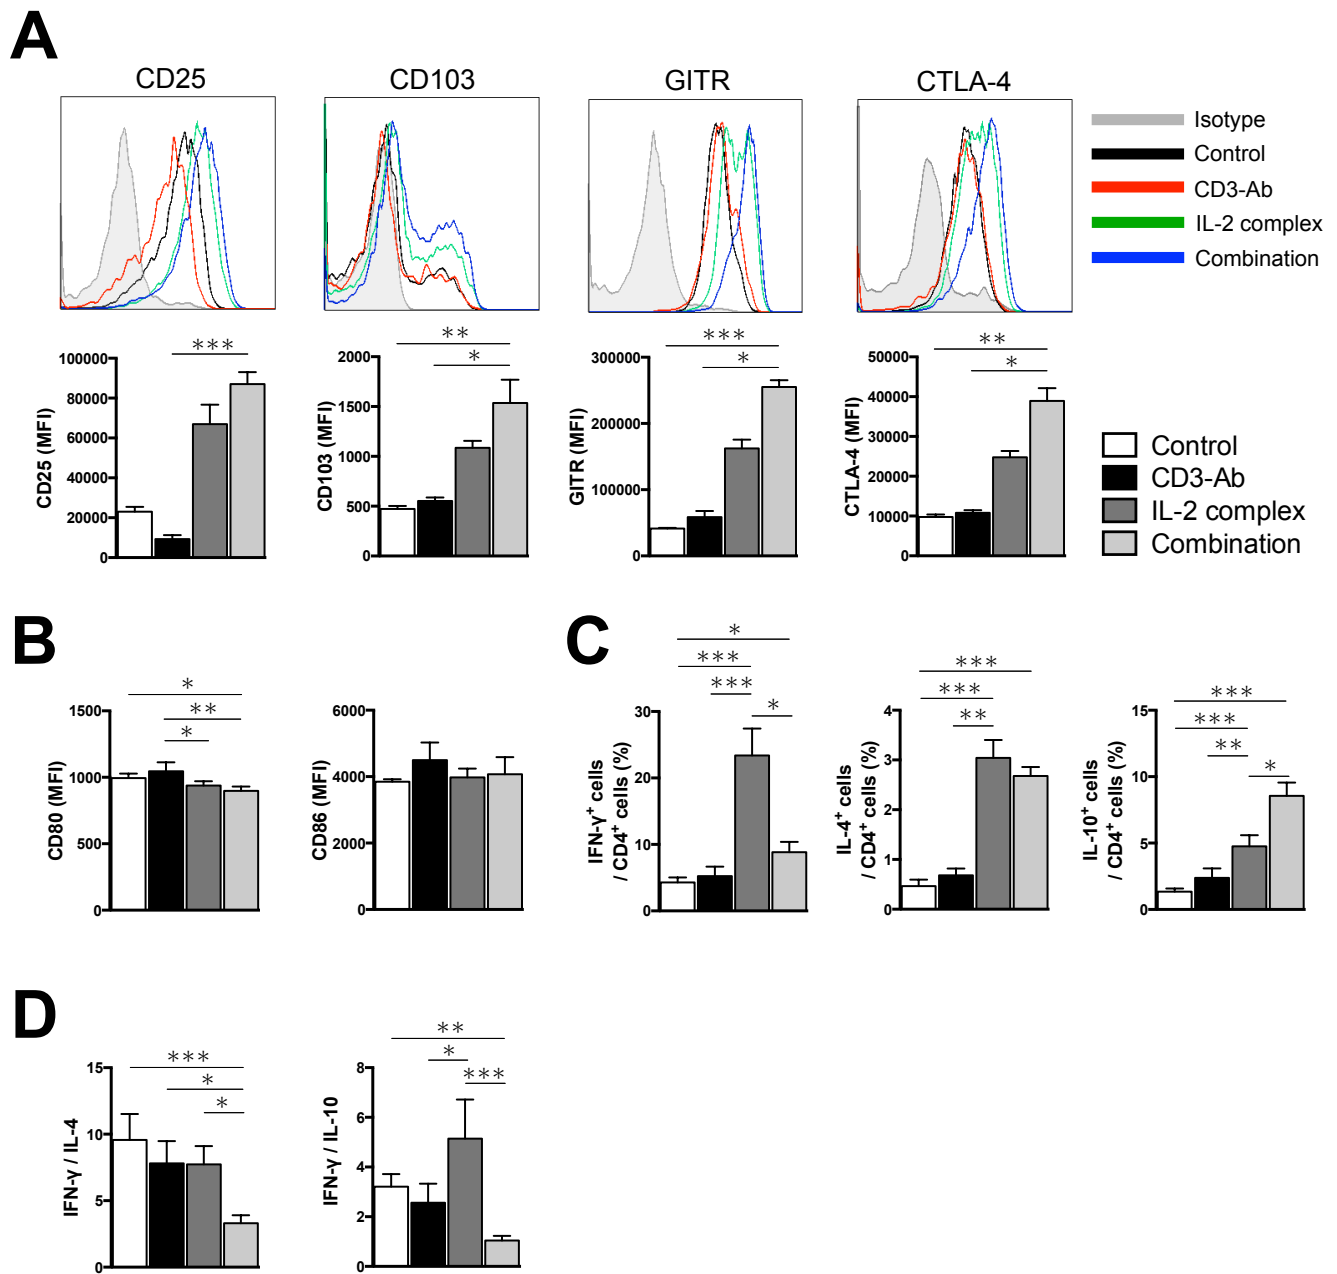 A
CD25
CD103
GITR
CTLA-4
Isotype
Control
CD3-Ab
IL-2 complex
Combination
***
100000
80000
60000
40000
20000
0
CD25 (MFI)
**
*
2000
1500
1000
500
0
CD103 (MFI)
***
*
300000
200000
100000
0
GITR (MFI)
**
*
50000
40000
30000
20000
10000
0
CTLA-4 (MFI)
Control
CD3-Ab
IL-2 complex
Combination
B
*
**
*
1500
1000
500
0
CD80 (MFI)
6000
4000
2000
0
CD86 (MFI)
C
*
***
***
*
30
20
10
0
IFN-γ⁺ cells
/ CD4⁺ cells (%)
***
***
**
4
3
2
1
0
IL-4⁺ cells
/ CD4⁺ cells (%)
***
***
**
*
15
10
5
0
IL-10⁺ cells
/ CD4⁺ cells (%)
D
***
*
*
15
10
5
0
IFN-γ / IL-4
**
*
***
8
6
4
2
0
IFN-γ / IL-10